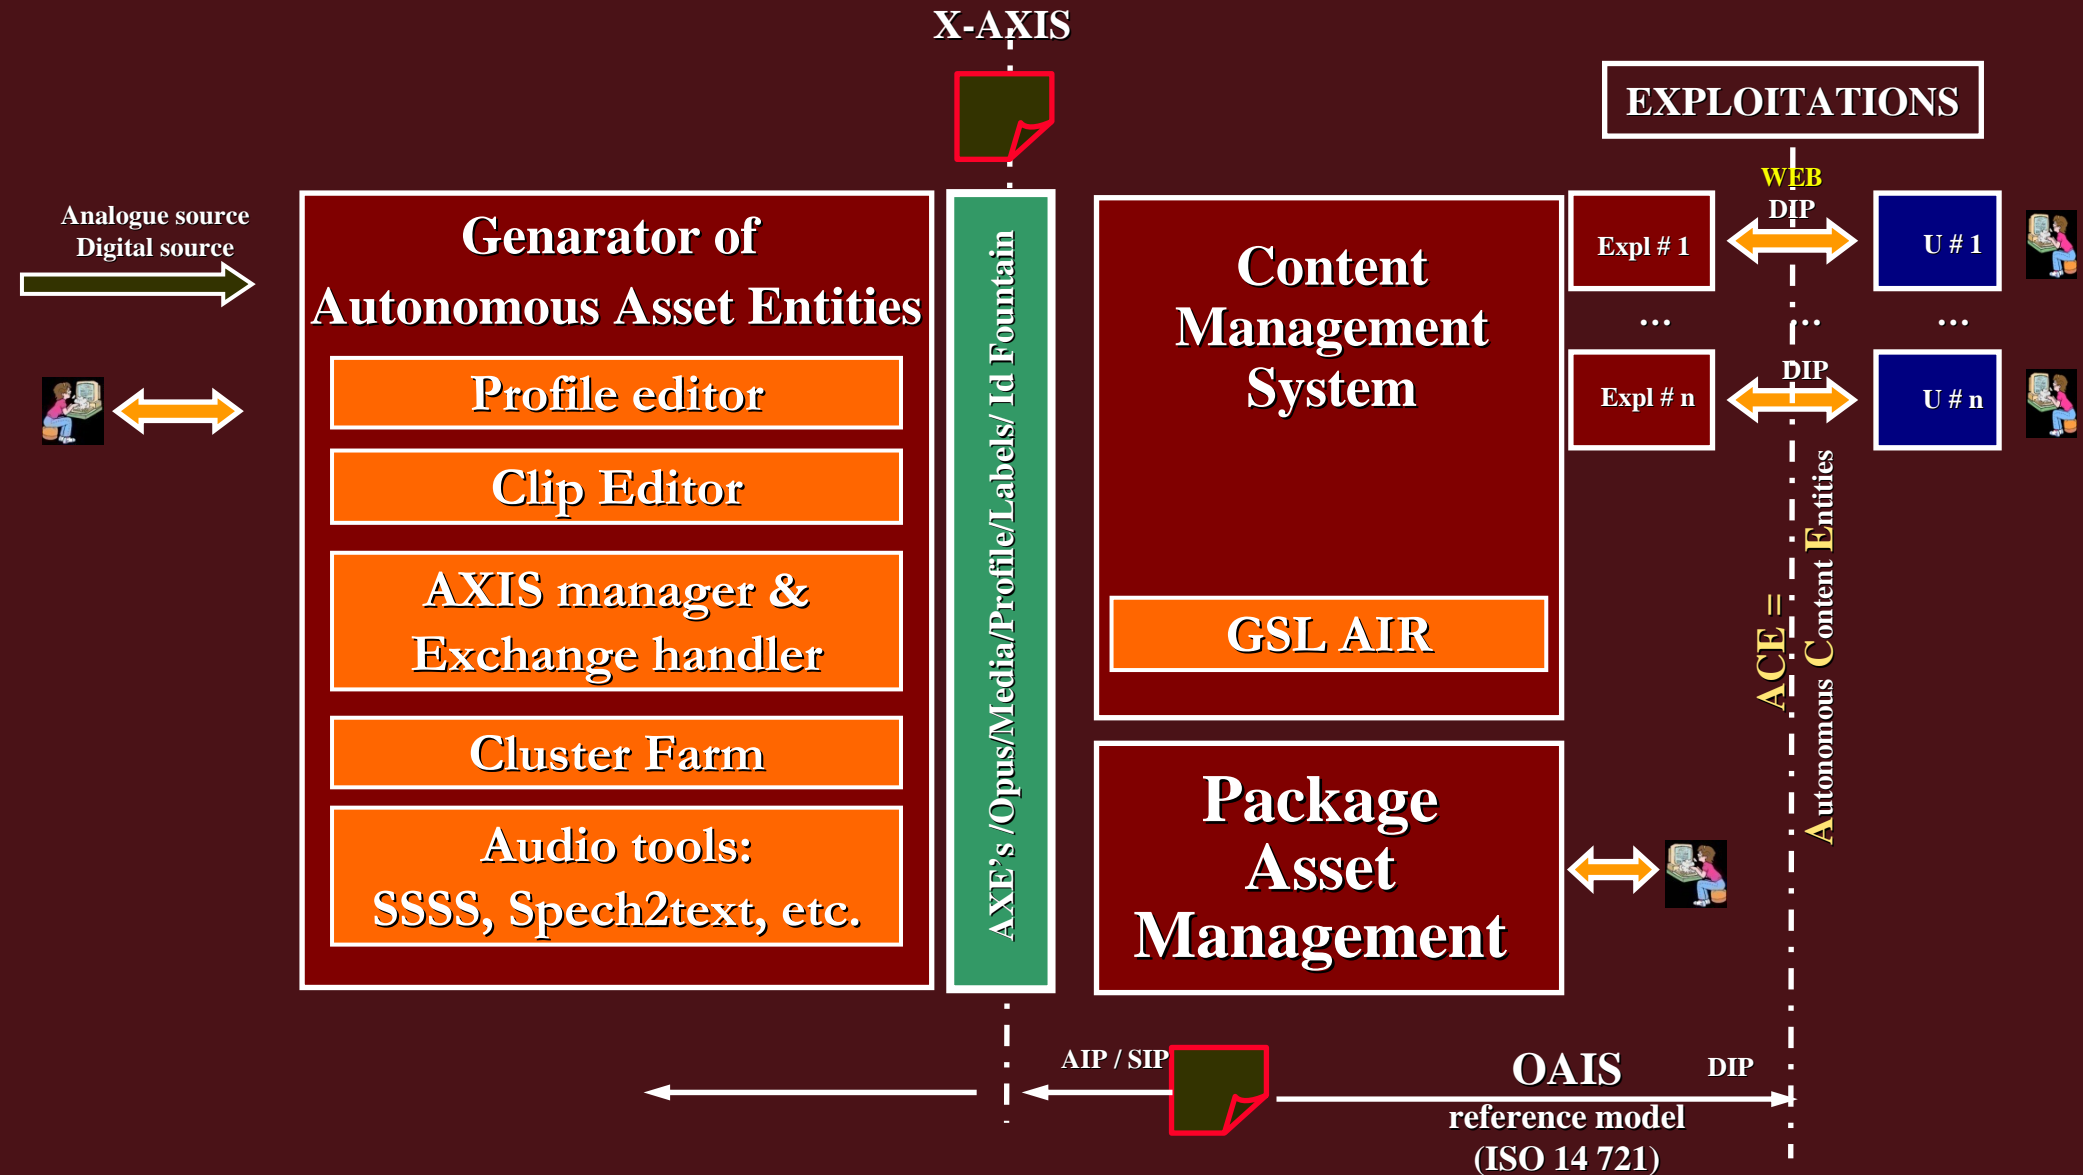 X-AXIS
EXPLOITATIONS
Analogue source
Digital source
Genarator of
Autonomous Asset Entities
Profile editor
Clip Editor
AXIS manager &
Exchange handler
Cluster Farm
Audio tools:
SSSS, Spech2text, etc.
AXE's /Opus/Media/Profile/Labels/ Id Fountain
Content
Management
System
GSL AIR
Package
Asset
Management
Expl # 1
WEB
DIP
U # 1
...
...
...
Expl # n
DIP
U # n
ACE =
Autonomous Content Entities
AIP / SIP
OAIS
DIP
reference model
(ISO 14 721)